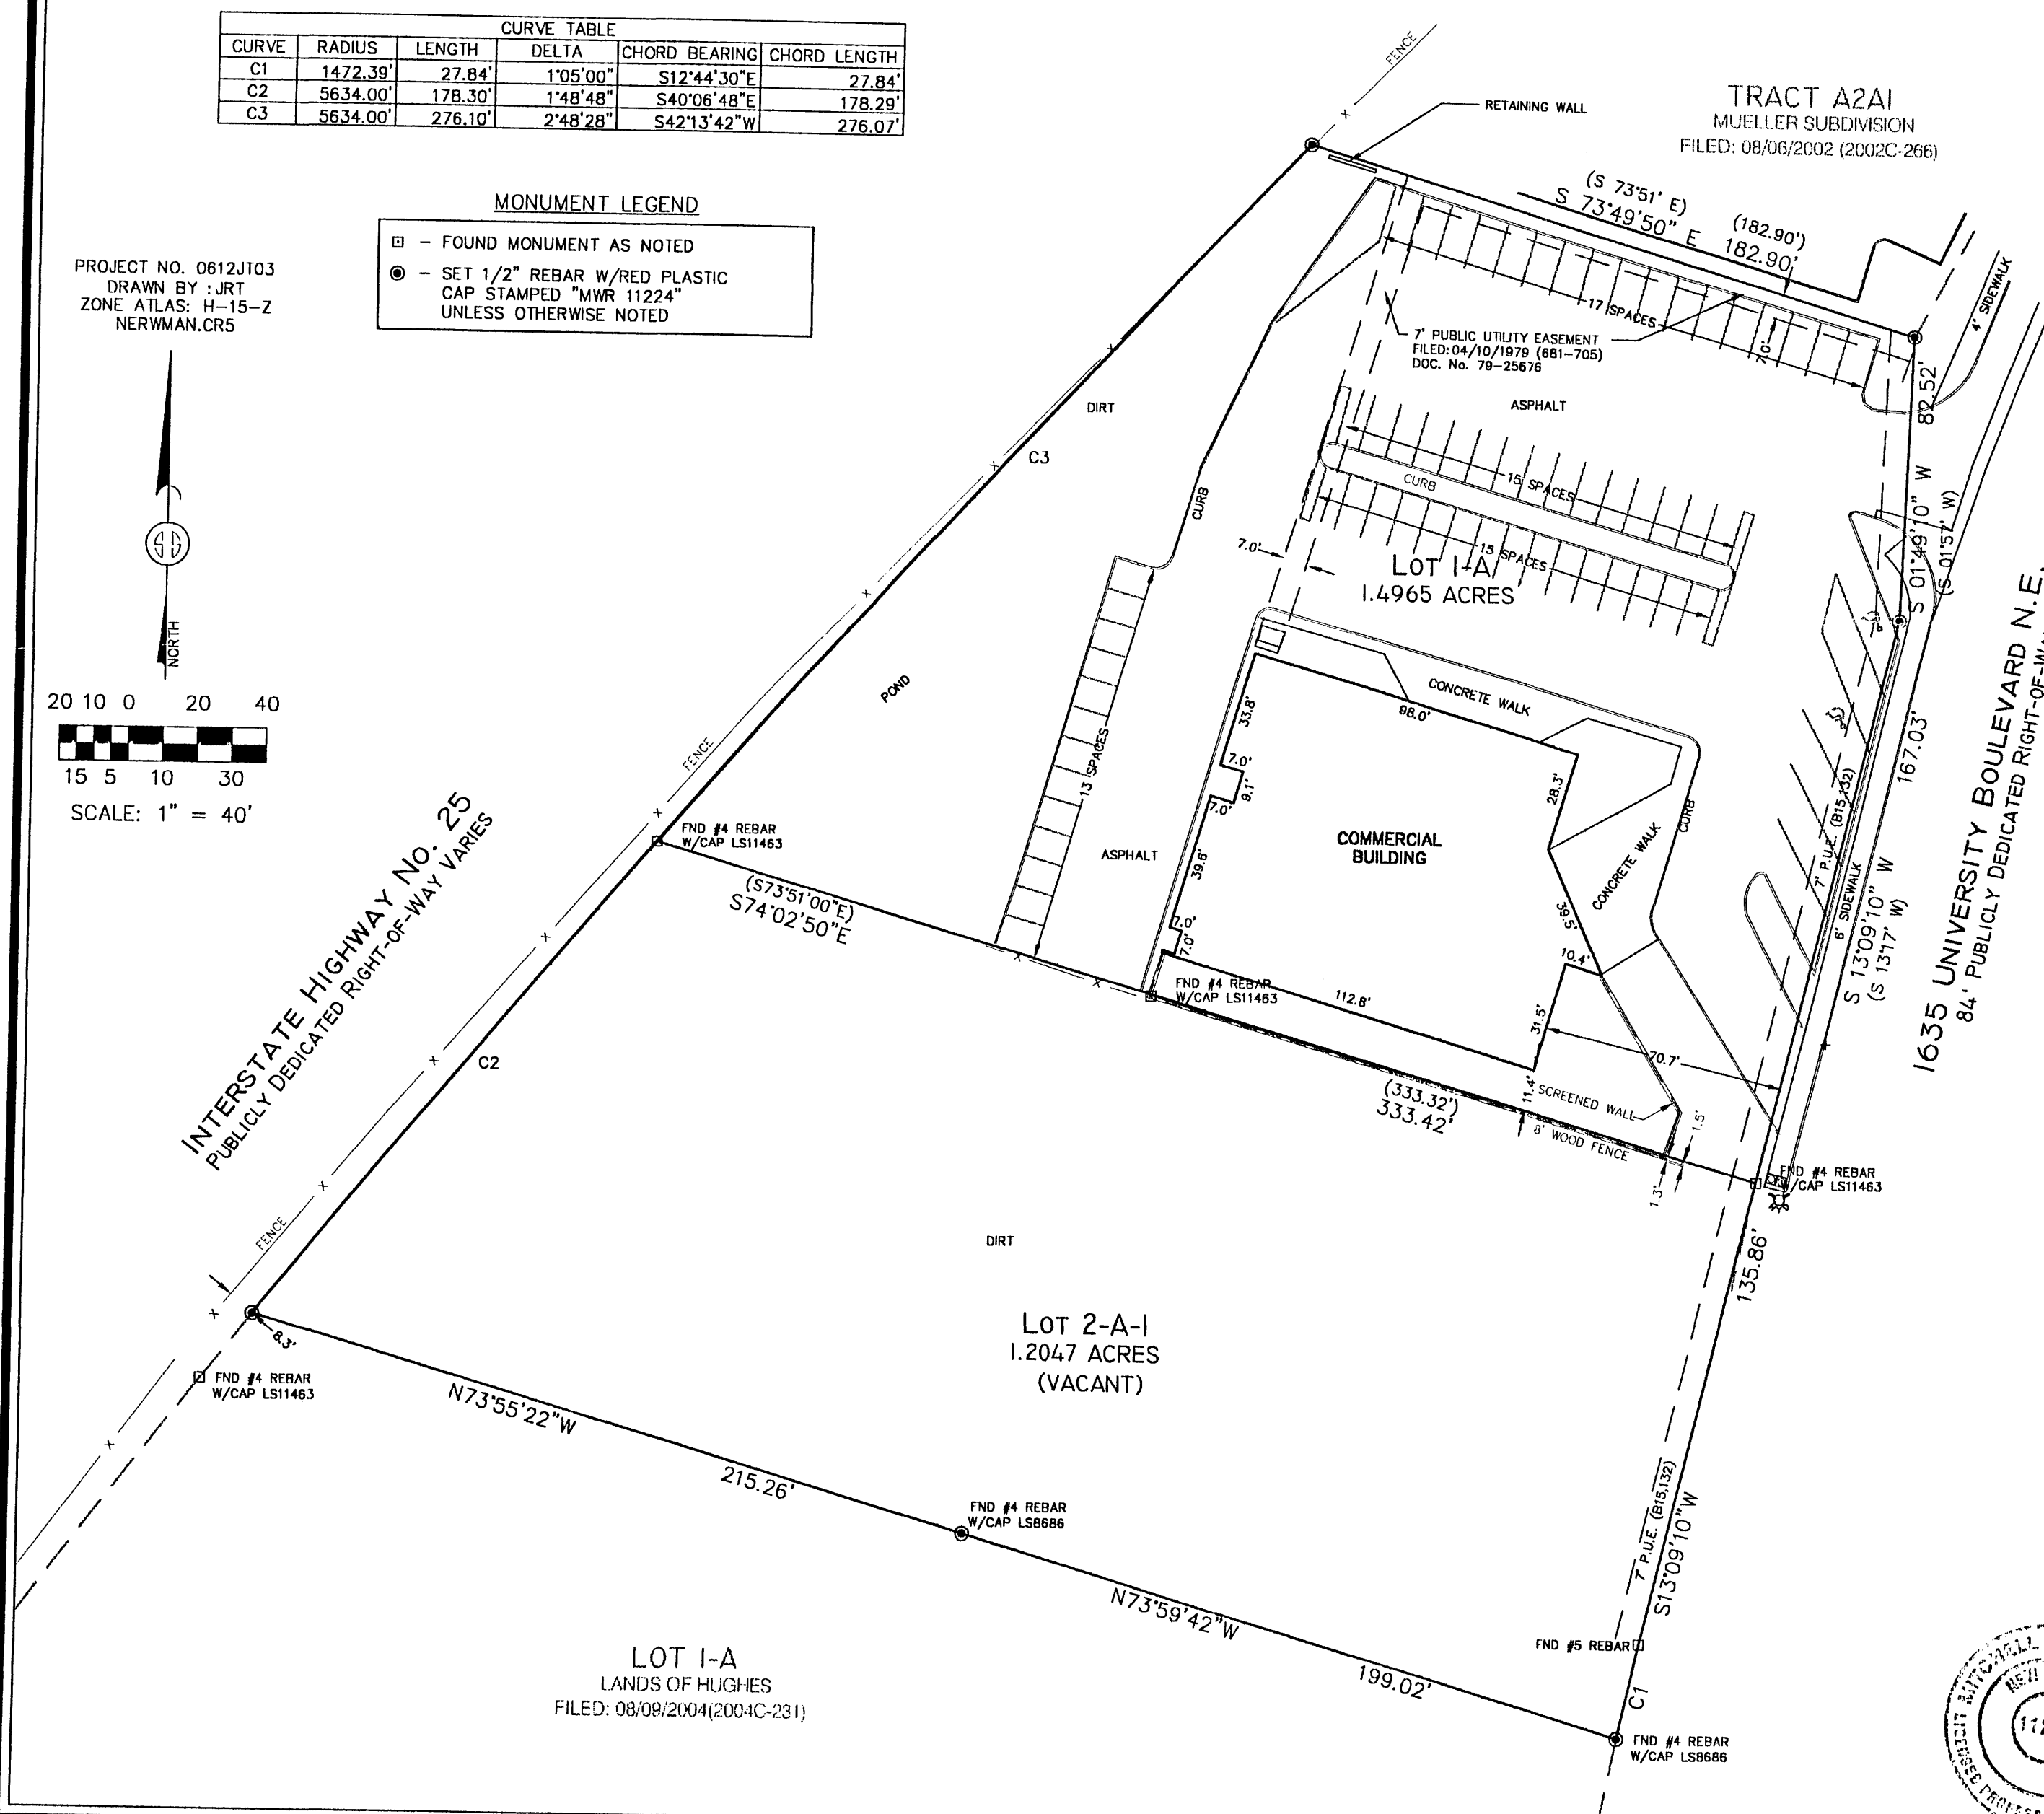 CURVE TABLE
CURVE RADIUS LENGTH DELTA CHORD BEARING CHORD LENGTH
C1 1472.39' 27.84' 1°05'00" S12°44'30"E 27.84'
C2 5634.00' 178.30' 1°48'48" S40°06'48"E 178.29'
C3 5634.00' 276.10' 2°48'28" S42°13'42"W 276.07'
MONUMENT LEGEND
– FOUND MONUMENT AS NOTED
– SET 1/2" REBAR W/RED PLASTIC
CAP STAMPED "MWR 11224"
UNLESS OTHERWISE NOTED
PROJECT NO. 0612JT03
DRAWN BY :JRT
ZONE ATLAS: H-15-Z
NERWMAN.CR5
NORTH
20 10 0 20 40
15 5 10 30
SCALE: 1" = 40'
FENCE
RETAINING WALL
TRACT A2A1
MUELLER SUBDIVISION
FILED: 08/06/2002 (2002C-266)
(S 73°51' E) (182.90')
S 73°49'50" E 182.90'
4' SIDEWALK
17 SPACES
7' PUBLIC UTILITY EASEMENT
FILED:04/10/1979 (681-705)
DOC. No. 79-25676
7.0'
ASPHALT
DIRT
C3
CURB
CURB
15 SPACES
15 SPACES
7.0'
LOT 1-A
1.4965 ACRES
S 01°49'10" W 82.52'
(S 01°57' W)
POND
FENCE
13 SPACES
CONCRETE WALK
98.0'
33.8'
7.0'
9.1'
7.0'
39.6'
7.0'
7.0'
28.3'
CURB
CONCRETE WALK
COMMERCIAL
BUILDING
39.5'
10.4'
112.8'
31.5'
70.7'
11.4'
ASPHALT
7' P.U.E. (B15,132)
6' SIDEWALK
S 13°09'10" W 167.03'
(S 13°17' W)
1635 UNIVERSITY BOULEVARD N.E.
84' PUBLICLY DEDICATED
FND #4 REBAR
W/CAP LS11463
(S73°51'00"E)
S74°02'50"E
FND #4 REBAR
W/CAP LS11463
(333.32')
333.42'
SCREENED WALL
8' WOOD FENCE
1.5'
1.3'
FND #4 REBAR
W/CAP LS11463
INTERSTATE HIGHWAY No. 25
PUBLICLY DEDICATED RIGHT-OF-WAY VARIES
C2
FENCE
8.3'
FND #4 REBAR
W/CAP LS11463
DIRT
LOT 2-A-1
1.2047 ACRES
(VACANT)
135.86'
S13°09'10"W
7' P.U.E. (B15,132)
N73°55'22"W
215.26'
FND #4 REBAR
W/CAP LS8686
N73°59'42"W
199.02'
FND #5 REBAR
C1
FND #4 REBAR
W/CAP LS8686
LOT 1-A
LANDS OF HUGHES
FILED: 08/09/2004(2004C-231)